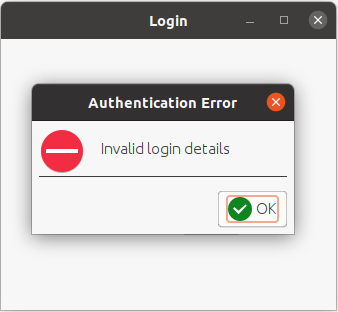 Login
Authentication Error
Invalid login details
OK